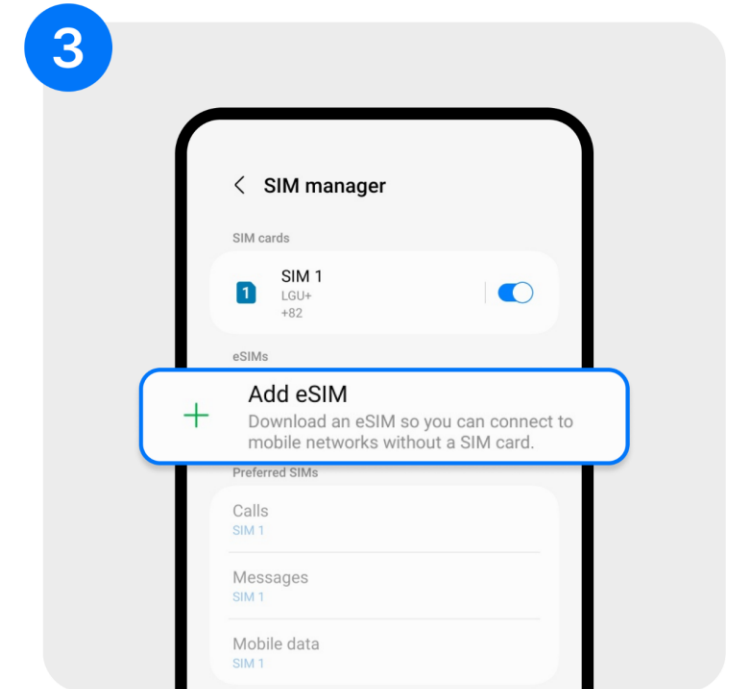 3
SIM manager
SIM cards
1
SIM 1
LGU+
+82
eSIMs
Add eSIM
Download an eSIM so you can connect to
mobile networks without a SIM card.
Preferred SIMs
Calls
SIM 1
Messages
SIM 1
Mobile data
SIM 1